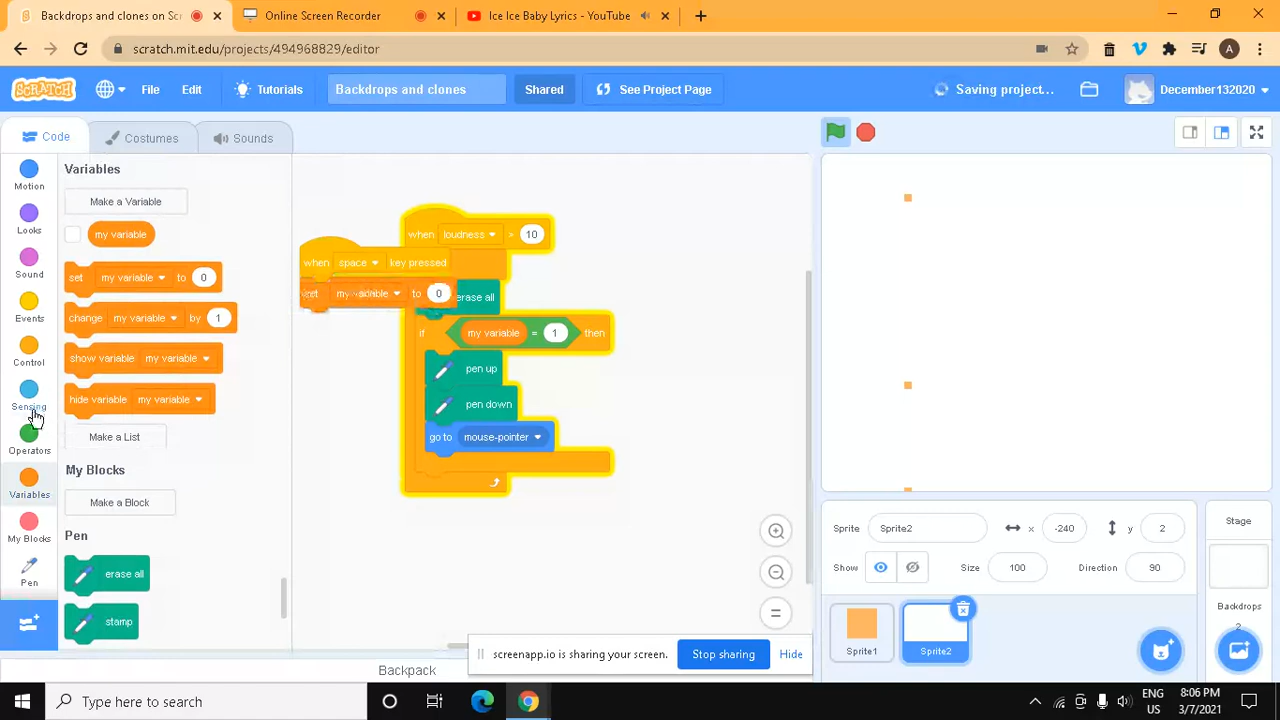 Backdrops and clones on Sc
Online Screen Recorder
Ice Ice Baby Lyrics - YouTube
scratch.mit.edu/projects/494968829/editor
A
SCRATCH
File
Edit
Tutorials
Backdrops and clones
Shared
See Project Page
Saving project...
December132020
Code
Costumes
Sounds
Motion
Looks
Sound
Events
Control
Sensing
Operators
Variables
My Blocks
Pen
Variables
Make a Variable
my variable
set my variable to 0
change my variable by 1
show variable my variable
hide variable my variable
Make a List
My Blocks
Make a Block
Pen
erase all
stamp
when loudness > 10
when space key pressed
set my variable to 0
erase all
if my variable = 1 then
pen up
pen down
go to mouse-pointer
Sprite
Sprite2
x
-240
y
2
Show
Size
100
Direction
90
Sprite1
Sprite2
Stage
Backdrops
2
Backpack
screenapp.io is sharing your screen.
Stop sharing
Hide
Type here to search
ENG
US
8:06 PM
3/7/2021